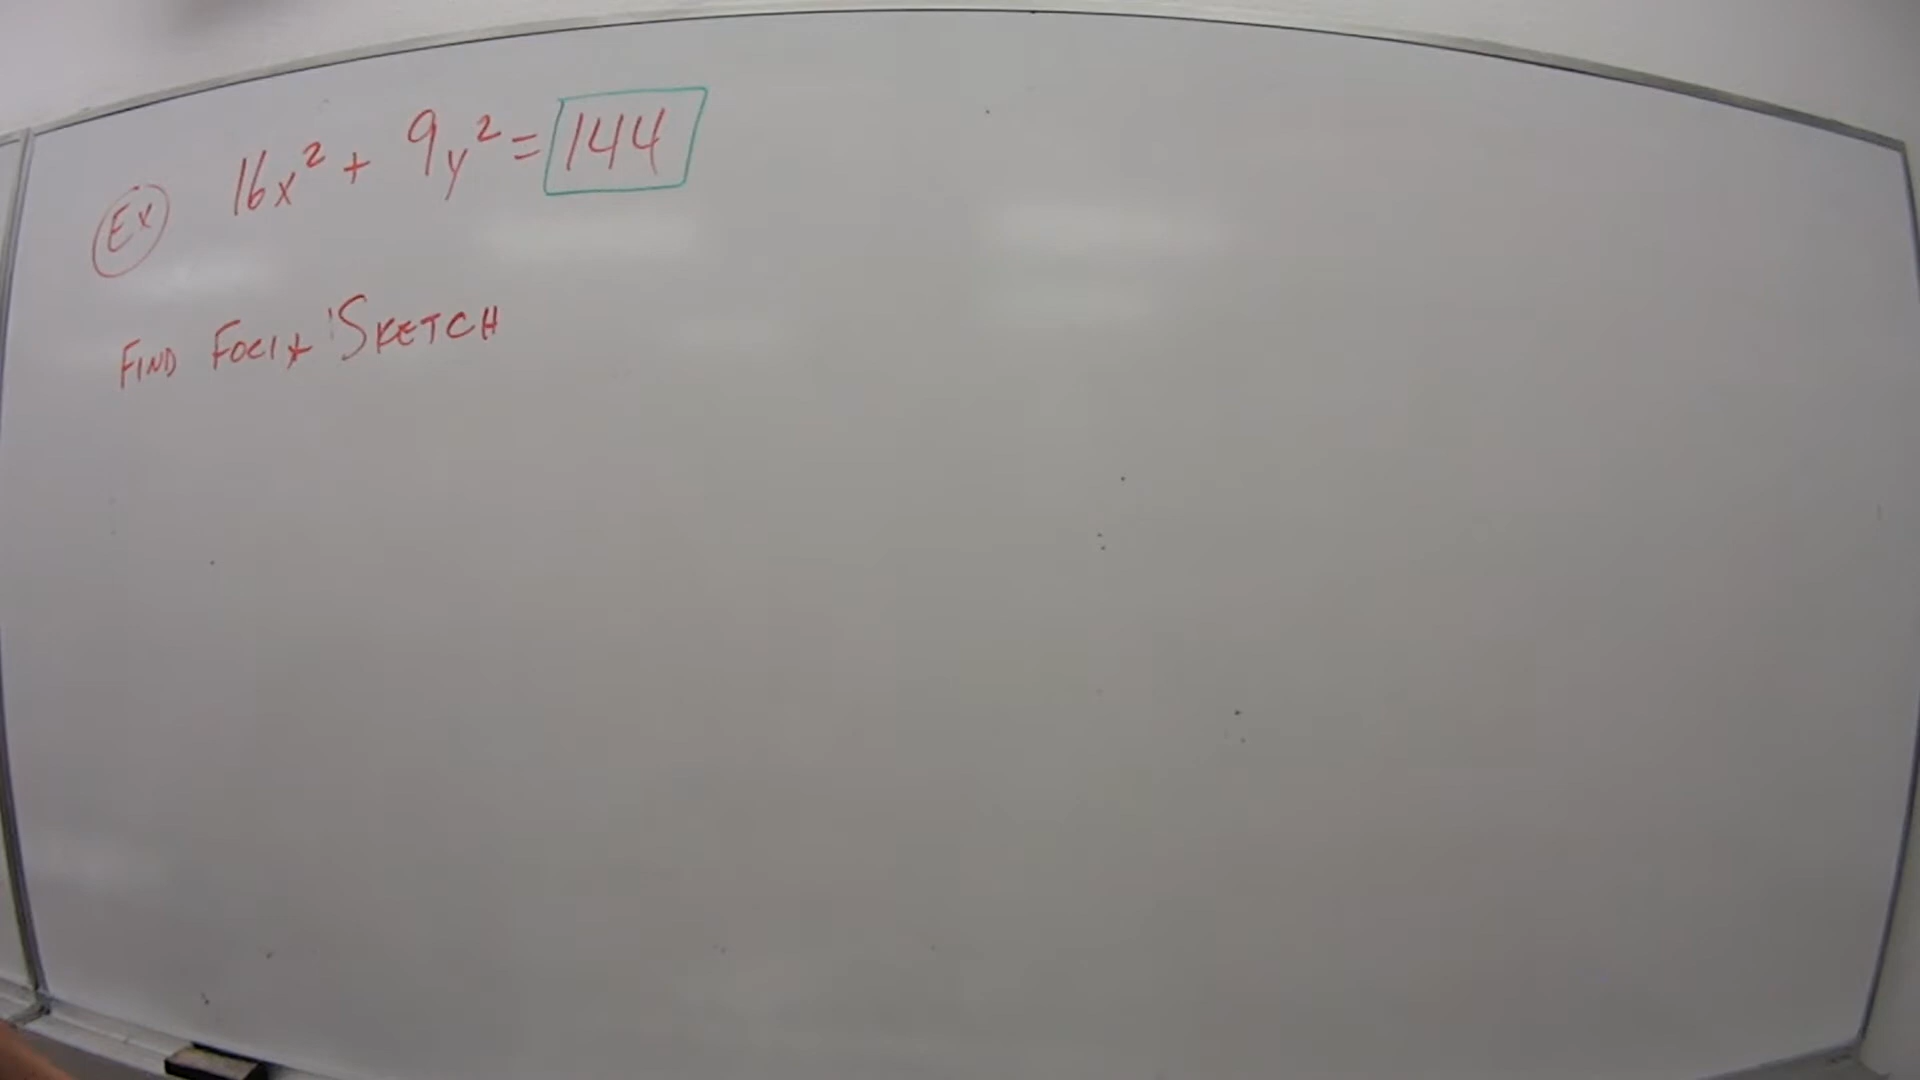 Ex 16x² + 9y² = 144
FIND FOCI + SKETCH